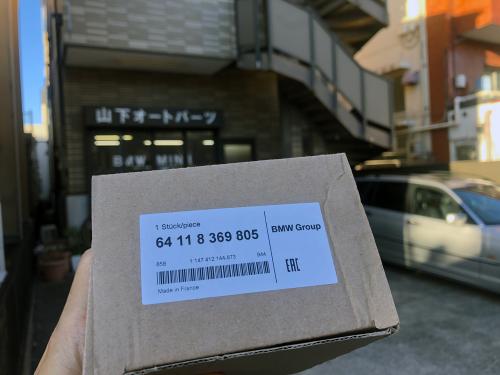 山下オートパーツ
BMW MINI
1 Stück/piece
64 11 8 369 805
BMW Group
858 1:147.412.144.673 944
EAC
Made in France